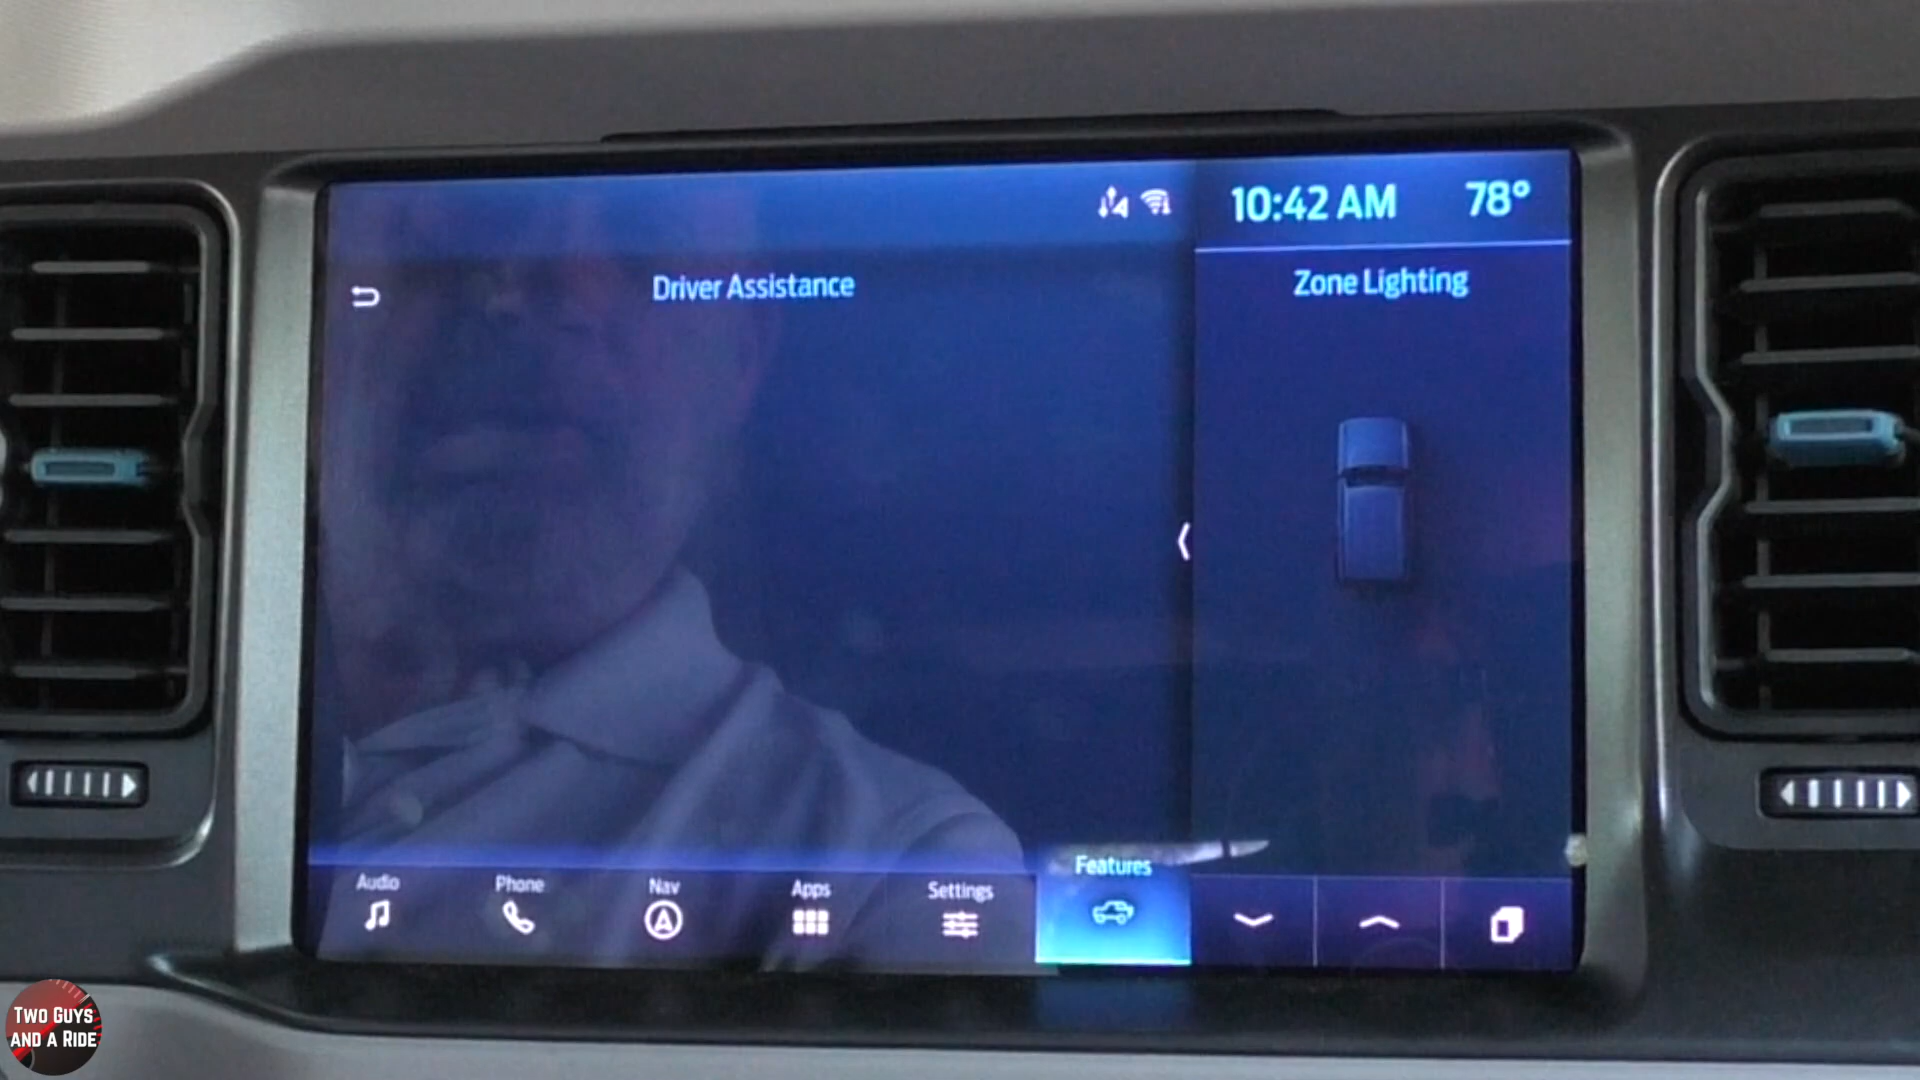 10:42 AM 78°
Driver Assistance
Zone Lighting
Audio
Phone
Nav
Apps
Settings
Features
TWO GUYS
AND A RIDE